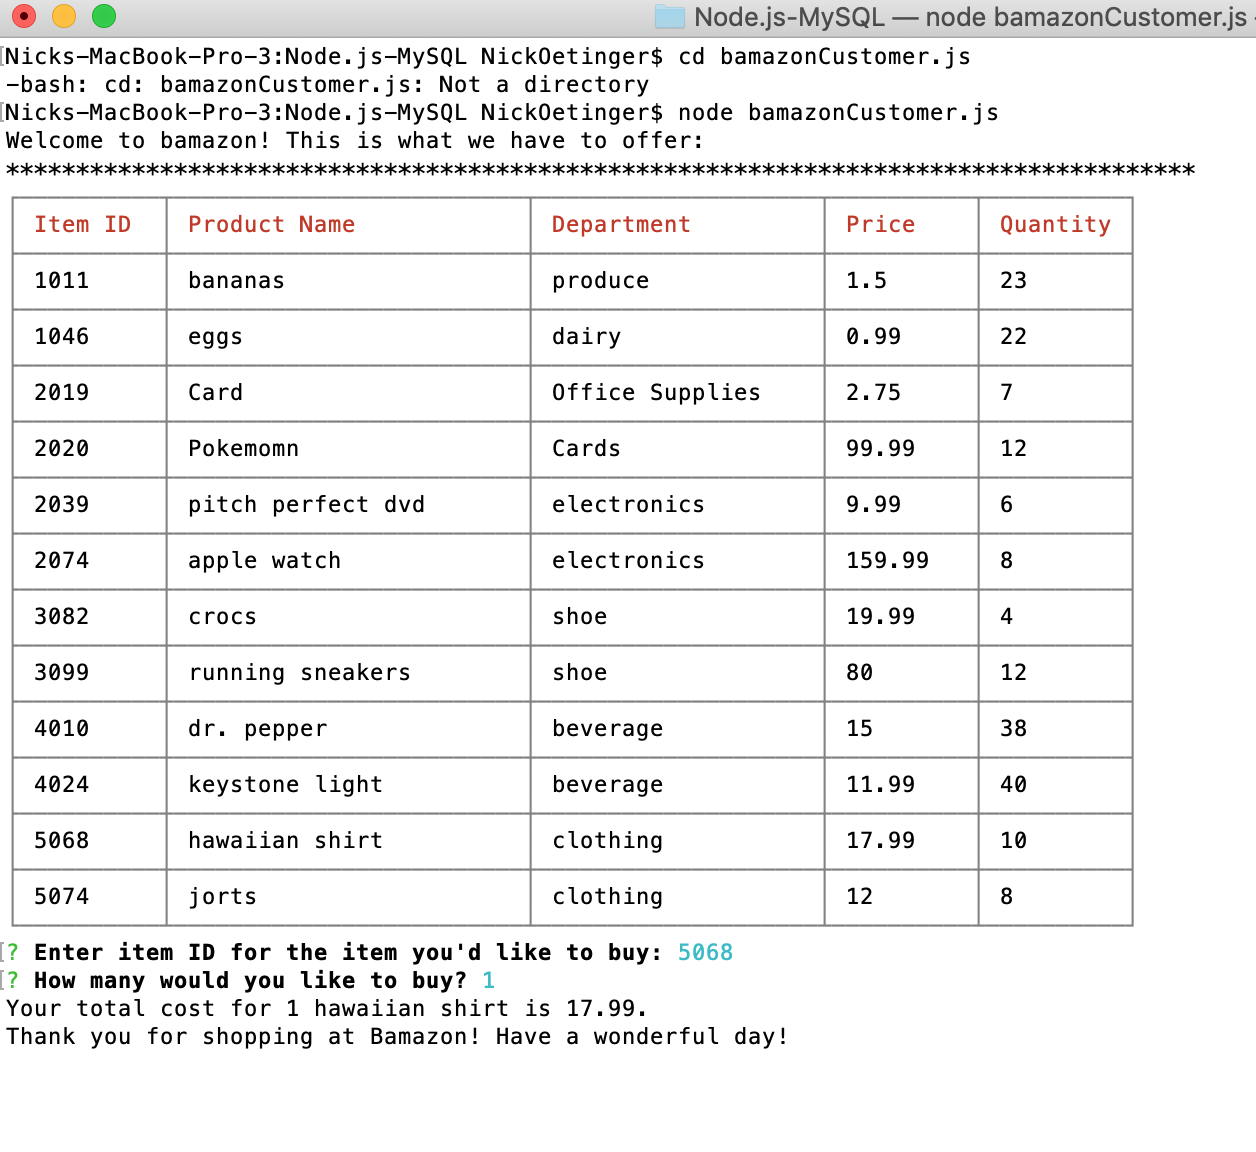 Node.js-MySQL — node bamazonCustomer.js
Nicks-MacBook-Pro-3:Node.js-MySQL NickOetinger$ cd bamazonCustomer.js
-bash: cd: bamazonCustomer.js: Not a directory
Nicks-MacBook-Pro-3:Node.js-MySQL NickOetinger$ node bamazonCustomer.js
Welcome to bamazon! This is what we have to offer:
*************************************************************************************
Item ID Product Name Department Price Quantity
1011 bananas produce 1.5 23
1046 eggs dairy 0.99 22
2019 Card Office Supplies 2.75 7
2020 Pokemomn Cards 99.99 12
2039 pitch perfect dvd electronics 9.99 6
2074 apple watch electronics 159.99 8
3082 crocs shoe 19.99 4
3099 running sneakers shoe 80 12
4010 dr. pepper beverage 15 38
4024 keystone light beverage 11.99 40
5068 hawaiian shirt clothing 17.99 10
5074 jorts clothing 12 8
? Enter item ID for the item you'd like to buy: 5068
? How many would you like to buy? 1
Your total cost for 1 hawaiian shirt is 17.99.
Thank you for shopping at Bamazon! Have a wonderful day!